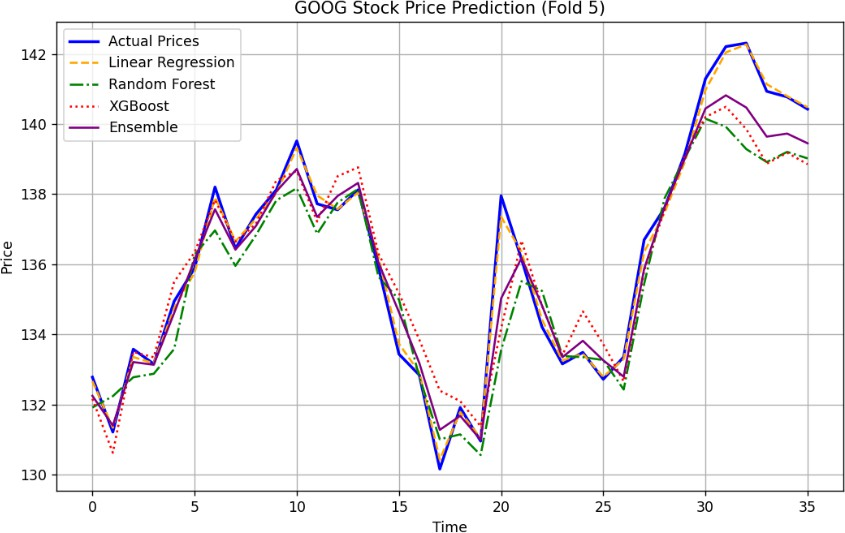 GOOG Stock Price Prediction (Fold 5)
Actual Prices
Linear Regression
Random Forest
XGBoost
Ensemble
Price
142
140
138
136
134
132
130
0 5 10 15 20 25 30 35
Time